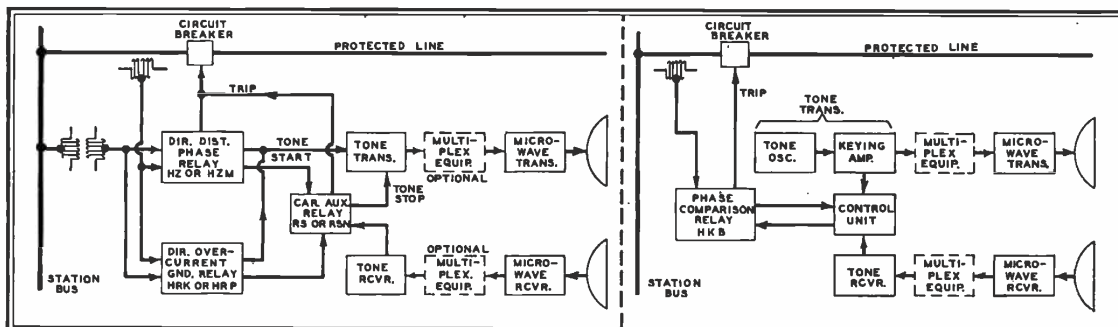 CIRCUIT
BREAKER
PROTECTED LINE
TRIP
DIR. DIST.
PHASE
RELAY
HZ OR HZM
TONE
START
TONE
TRANS.
MULTI-
PLEX
EQUIP.
OPTIONAL
MICRO-
WAVE
TRANS.
TONE
STOP
CAR. AUX.
RELAY
RS OR RSN
DIR. OVER-
CURRENT
GND. RELAY
HRK OR HRP
STATION
BUS
TONE
RCVR.
OPTIONAL
MULTI-
PLEX.
EQUIP.
MICRO-
WAVE
RCVR.
CIRCUIT
BREAKER
PROTECTED LINE
TRIP
TONE
TRANS.
TONE
OSC.
KEYING
AMP.
MULTI-
PLEX
EQUIP.
MICRO-
WAVE
TRANS.
PHASE
COMPARISON
RELAY
HKB
CONTROL
UNIT
STATION
BUS
TONE
RCVR.
MULTI-
PLEX
EQUIP.
MICRO-
WAVE
RCVR.